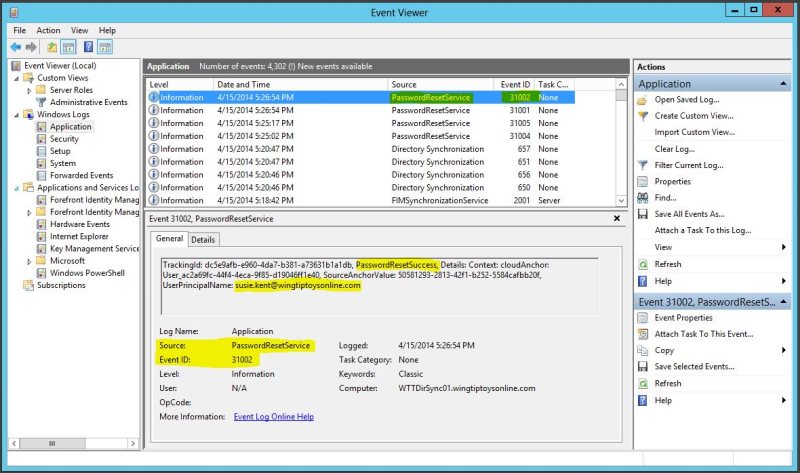 Event Viewer
File Action View Help
Event Viewer (Local)
Custom Views
Server Roles
Administrative Events
Windows Logs
Application
Security
Setup
System
Forwarded Events
Applications and Services Lo
Forefront Identity Manag
Forefront Identity Manag
Hardware Events
Internet Explorer
Key Management Service
Microsoft
Windows PowerShell
Subscriptions
Application Number of events: 4,302 (!) New events available
Level Date and Time Source Event ID Task C...
Information 4/15/2014 5:26:54 PM PasswordResetService 31002 None
Information 4/15/2014 5:26:54 PM PasswordResetService 31001 None
Information 4/15/2014 5:25:17 PM PasswordResetService 31005 None
Information 4/15/2014 5:25:02 PM PasswordResetService 31004 None
Information 4/15/2014 5:20:47 PM Directory Synchronization 657 None
Information 4/15/2014 5:20:47 PM Directory Synchronization 651 None
Information 4/15/2014 5:20:46 PM Directory Synchronization 656 None
Information 4/15/2014 5:20:46 PM Directory Synchronization 650 None
Information 4/15/2014 5:18:42 PM FIMSynchronizationService 2001 Server
Event 31002, PasswordResetService
General Details
TrackingId: dc5e9afb-e960-4da7-b381-a73631b1a1db, PasswordResetSuccess, Details: Context: cloudAnchor:
User_ac2a69fc-44f4-4eca-9f85-d19046ff1e40, SourceAnchorValue: 50581293-2813-42f1-b252-5584cafbb20f,
UserPrincipalName: susie.kent@wingtiptoysonline.com
Log Name: Application
Source: PasswordResetService Logged: 4/15/2014 5:26:54 PM
Event ID: 31002 Task Category: None
Level: Information Keywords: Classic
User: N/A Computer: WTTDirSync01.wingtiptoysonline.com
OpCode:
More Information: Event Log Online Help
Actions
Application
Open Saved Log...
Create Custom View...
Import Custom View...
Clear Log...
Filter Current Log...
Properties
Find...
Save All Events As...
Attach a Task To this Log...
View
Refresh
Help
Event 31002, PasswordResetS...
Event Properties
Attach Task To This Event...
Copy
Save Selected Events...
Refresh
Help